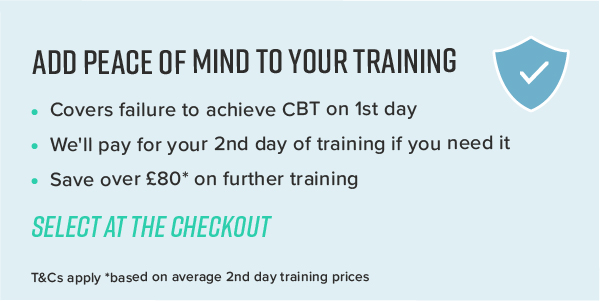 ADD PEACE OF MIND TO YOUR TRAINING
• Covers failure to achieve CBT on 1st day
• We'll pay for your 2nd day of training if you need it
• Save over £80* on further training
SELECT AT THE CHECKOUT
T&Cs apply *based on average 2nd day training prices